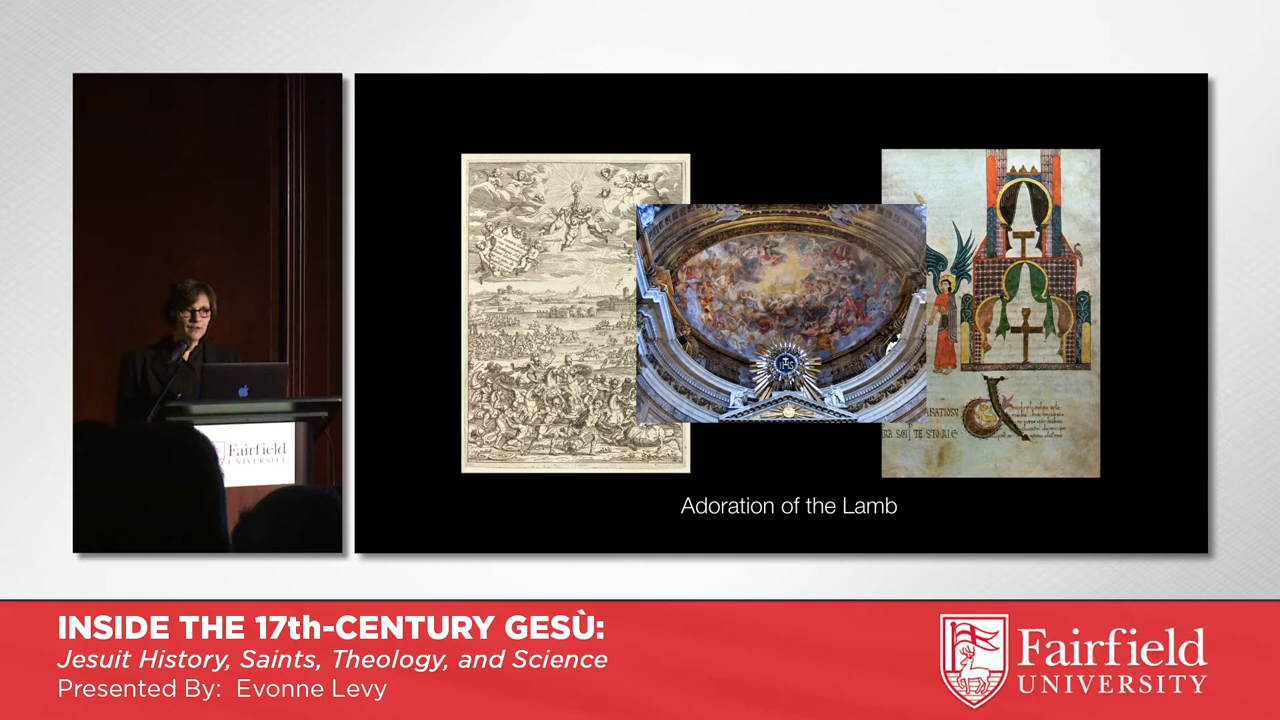 IHS
Adoration of the Lamb
Fairfield
UNIVERSITY
INSIDE THE 17th-CENTURY GESÙ:
Jesuit History, Saints, Theology, and Science
Presented By: Evonne Levy
Fairfield
UNIVERSITY